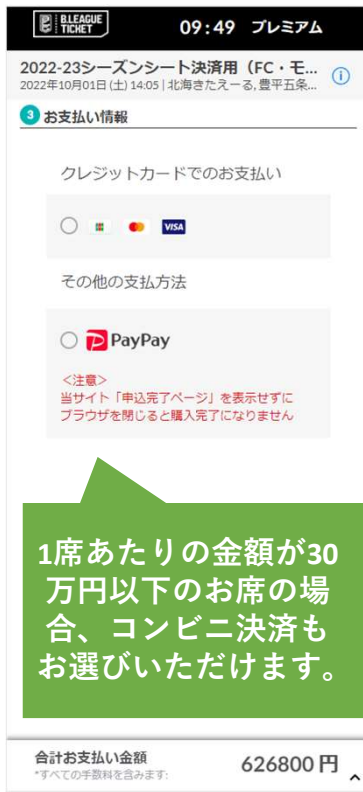 B.LEAGUE
TICKET
09:49 プレミアム
2022-23シーズンシート決済用（FC・モ...
2022年10月01日 (土) 14:05 | 北海きたえーる, 豊平五条...
3 お支払い情報
クレジットカードでのお支払い
VISA
その他の支払方法
PayPay
＜注意＞
当サイト「申込完了ページ」を表示せずに
ブラウザを閉じると購入完了になりません
1席あたりの金額が30
万円以下のお席の場
合、コンビニ決済も
お選びいただけます。
合計お支払い金額
*すべての手数料を含みます:
626800 円